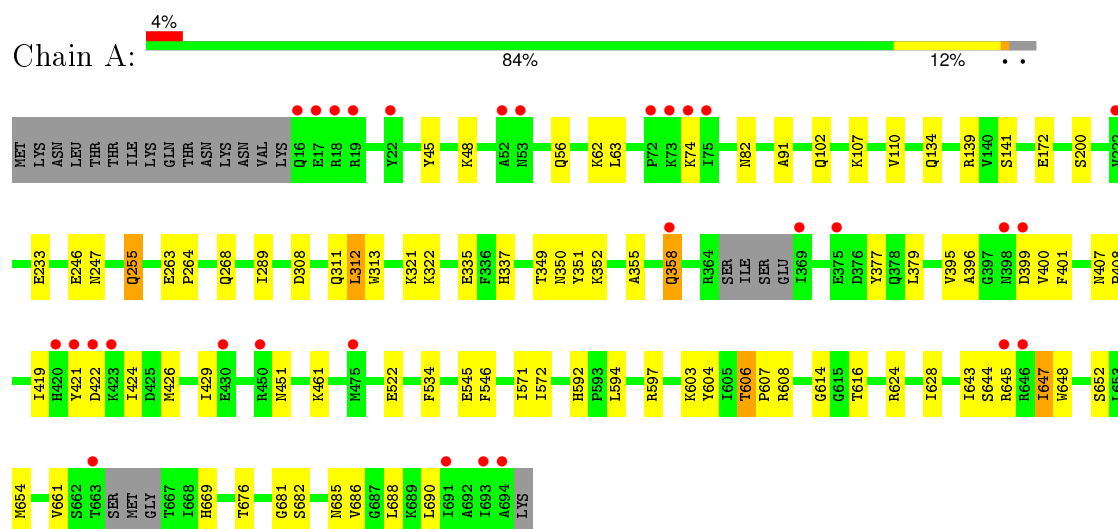 4%
Chain A:
84%
12%
MET LYS ASN LEU THR THR ILE LYS GLN THR ASN LYS ASN VAL LYS Q16 E17 R18 R19 Y22 Y45 K48 A52 N53 Q56 K62 L63 P72 K73 K74 I75 N82 A91 Q102 K107 V110 Q134 R139 V140 S141 E172 S200
E233 E246 N247 Q255 E263 P264 Q268 I289 D308 Q311 L312 W313 K321 K322 E335 F336 H337 T349 N350 Y351 K352 A355 Q358 R364 SER ILE SER GLU I369 E375 D376 Y377 Q378 L379 V395 A396 G397 N398 D399 V400 F401 N407
I419 H420 Y421 D422 K423 I424 D425 M426 I429 E430 R450 N451 K461 M475 E522 F534 E545 F546 I571 I572 H592 P593 L594 R597 K603 Y604 I605 T606 P607 R608 G614 G615 T616 R624 I628 I643 S644 R645 R646 I647 W648 S652
M654 V661 S662 T663 SER MET GLY T667 I668 H669 T676 G681 S682 N685 V686 G687 L688 K689 L690 I691 A692 I693 A694 LYS